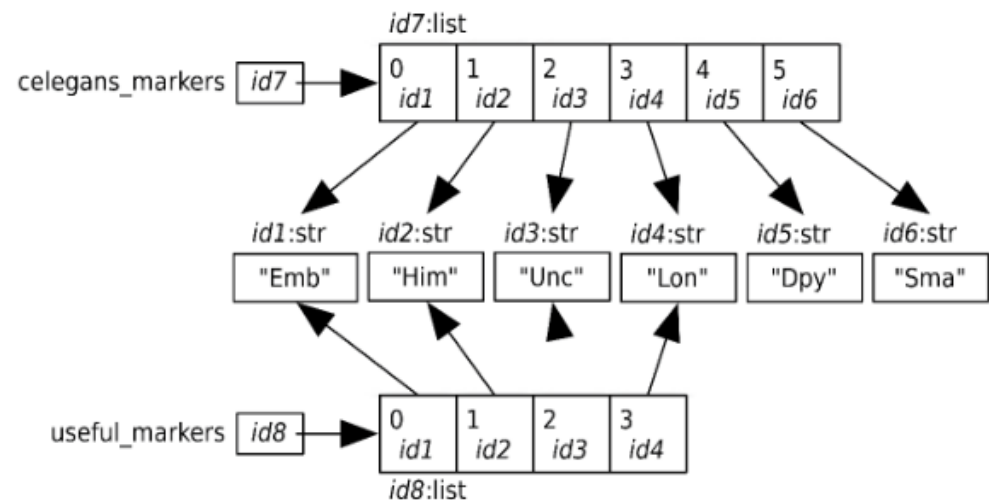 id7:list
0 1 2 3 4 5
celegans_markers id7 id1 id2 id3 id4 id5 id6
id1:str id2:str id3:str id4:str id5:str id6:str
"Emb" "Him" "Unc" "Lon" "Dpy" "Sma"
0 1 2 3
useful_markers id8 id1 id2 id3 id4
id8:list